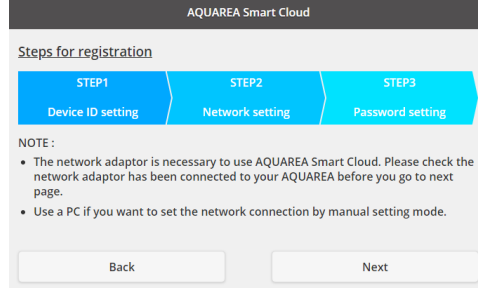 AQUAREA Smart Cloud
Steps for registration
STEP1
Device ID setting
STEP2
Network setting
STEP3
Password setting
NOTE :
• The network adaptor is necessary to use AQUAREA Smart Cloud. Please check the
network adaptor has been connected to your AQUAREA before you go to next
page.
• Use a PC if you want to set the network connection by manual setting mode.
Back
Next